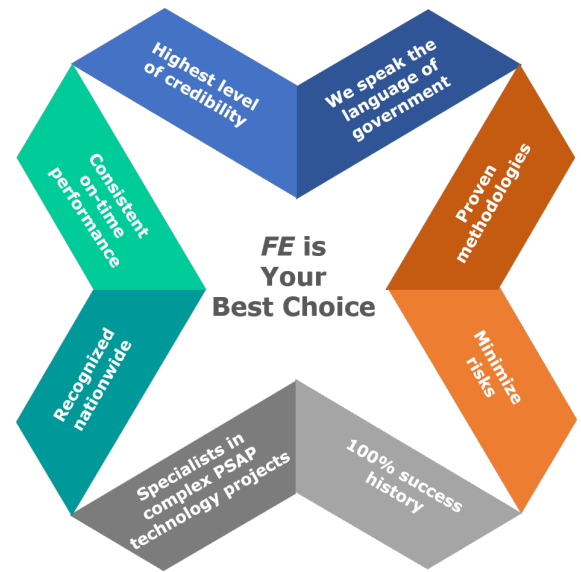 Highest level
of credibility
We speak the
language of
government
Proven
methodologies
Minimize
risks
100% success
history
Specialists in
complex PSAP
technology projects
Recognized
nationwide
Consistent
on-time
performance
FE is
Your
Best Choice